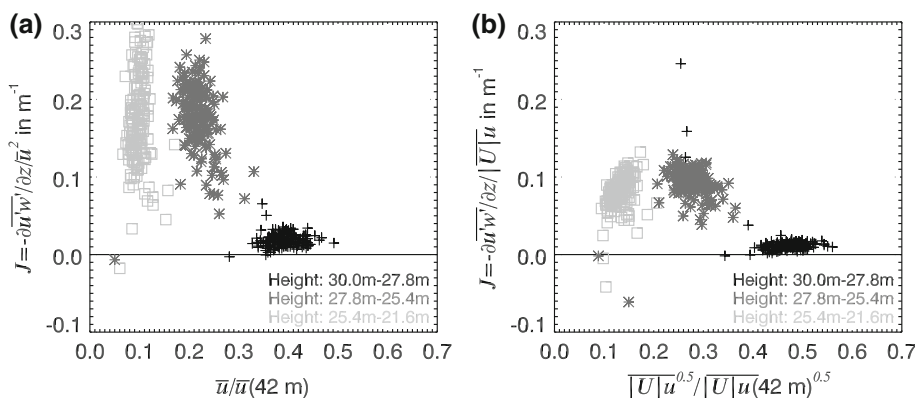 (a)
0.3
0.2
0.1
0.0
-0.1
J=-∂u̅'̅w̅'̅/∂z/u̅² in m⁻¹
Height: 30.0m-27.8m
Height: 27.8m-25.4m
Height: 25.4m-21.6m
0.0 0.1 0.2 0.3 0.4 0.5 0.6 0.7
u̅/u̅(42 m)
(b)
0.3
0.2
0.1
0.0
-0.1
J=-∂u̅'̅w̅'̅/∂z/|̅U̅|̅u̅ in m⁻¹
Height: 30.0m-27.8m
Height: 27.8m-25.4m
Height: 25.4m-21.6m
0.0 0.1 0.2 0.3 0.4 0.5 0.6 0.7
|̅U̅|̅u̅⁰·⁵/|̅U̅|̅u̅(42 m)⁰·⁵